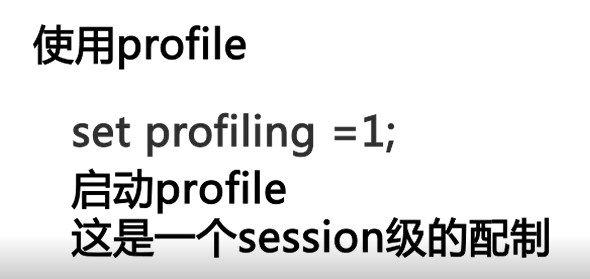 使用profile
set profiling =1;
启动profile
这是一个session级的配制